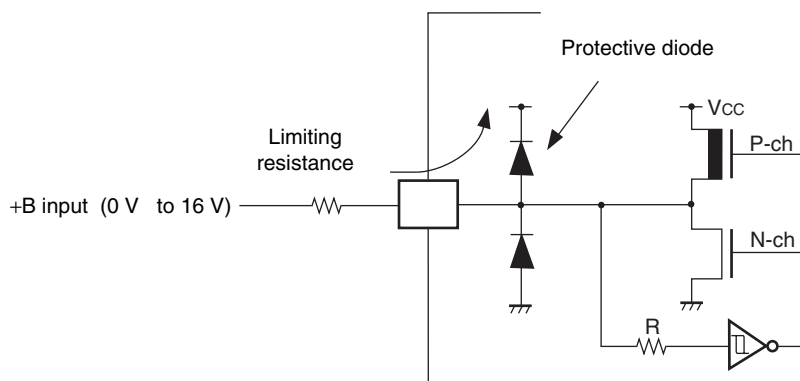 Protective diode
VCC
Limiting
resistance
P-ch
+B input (0 V to 16 V)
N-ch
R